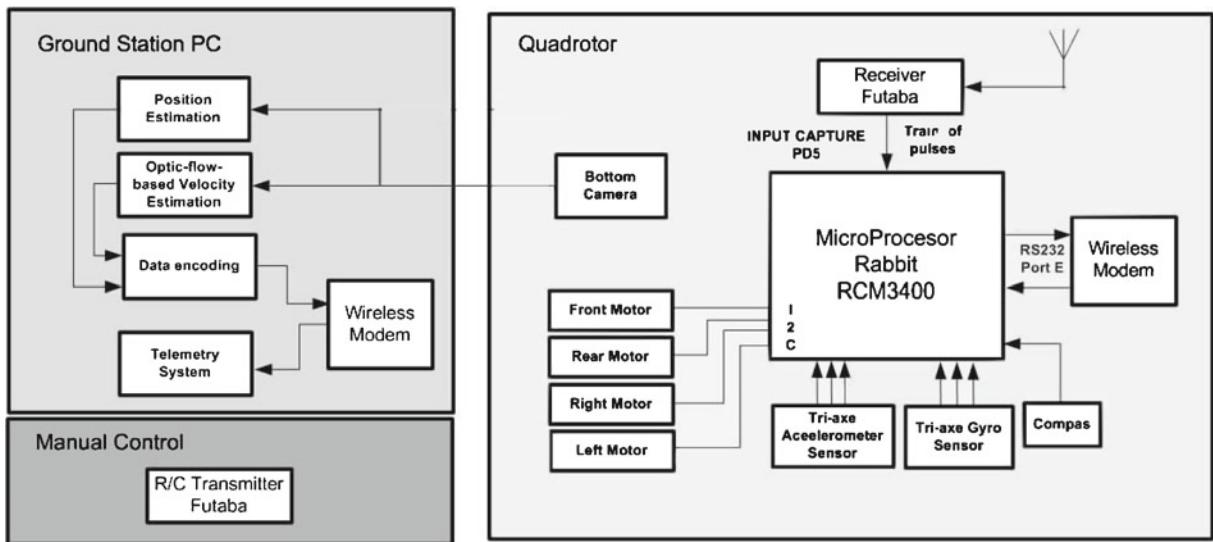 Ground Station PC
Position
Estimation
Optic-flow-
based Velocity
Estimation
Data encoding
Wireless
Modem
Telemetry
System
Manual Control
R/C Transmitter
Futaba
Quadrotor
Receiver
Futaba
INPUT CAPTURE
PD5
Train of
pulses
Bottom
Camera
MicroProcesor
Rabbit
RCM3400
RS232
Port E
Wireless
Modem
Front Motor
Rear Motor
Right Motor
Left Motor
I
2
C
Tri-axe
Acelerometer
Sensor
Tri-axe Gyro
Sensor
Compas